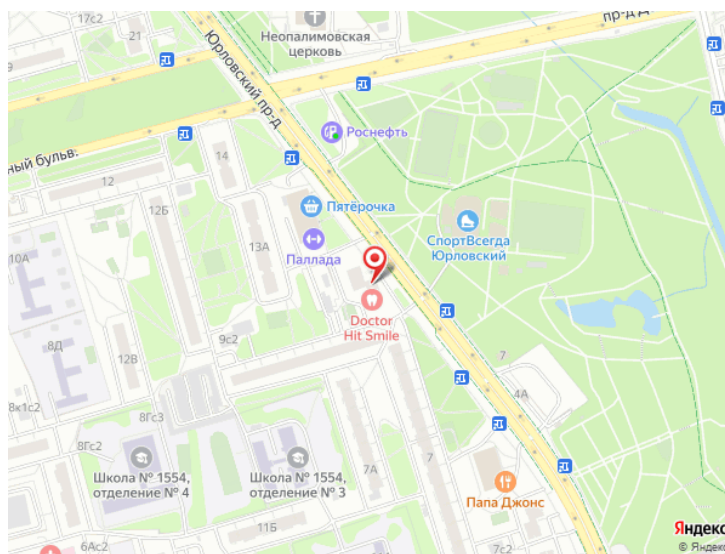 17с2
21
9
Неопалимовская
церковь
пр-д Д
Юрловский пр-д
Роснефть
ный бульв.
14
12
12Б
Пятёрочка
СпортВсегда
Юрловский
13А
Паллада
10А
Doctor
Hit Smile
9с2
8Д
12В
7
4А
8к1с2
8Гс3
8Гс2
Школа № 1554,
отделение № 4
Школа № 1554,
отделение № 3
7А
7
Папа Джонс
11Б
6Ас2
7с2
Яндекс
© Яндекс